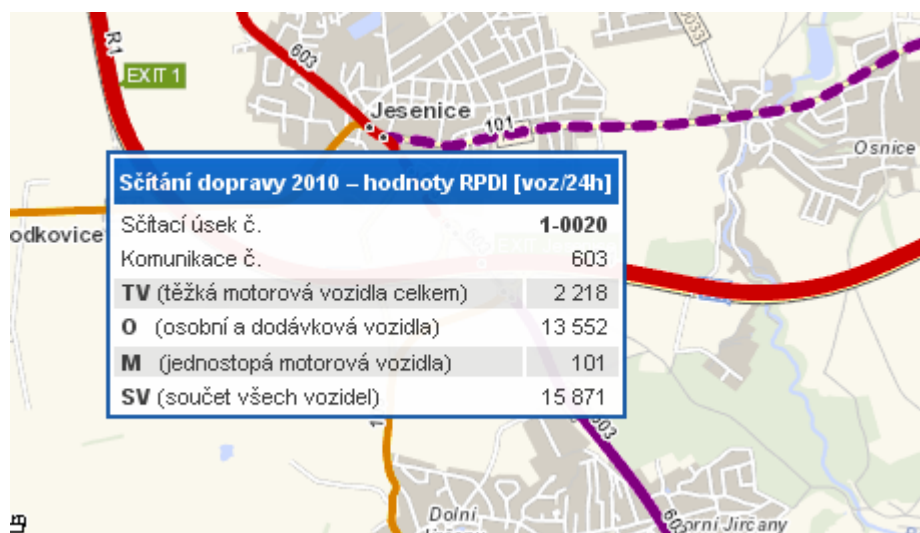 603
R1
EXIT 1
Jesenice
101
Osnice
odkovice
Sčítání dopravy 2010 – hodnoty RPDI [voz/24h]
Sčítací úsek č. 1-0020
Komunikace č. 603
TV (těžká motorová vozidla celkem) 2 218
O (osobní a dodávková vozidla) 13 552
M (jednostopá motorová vozidla) 101
SV (součet všech vozidel) 15 871
603
Dolní
orní Jirčany